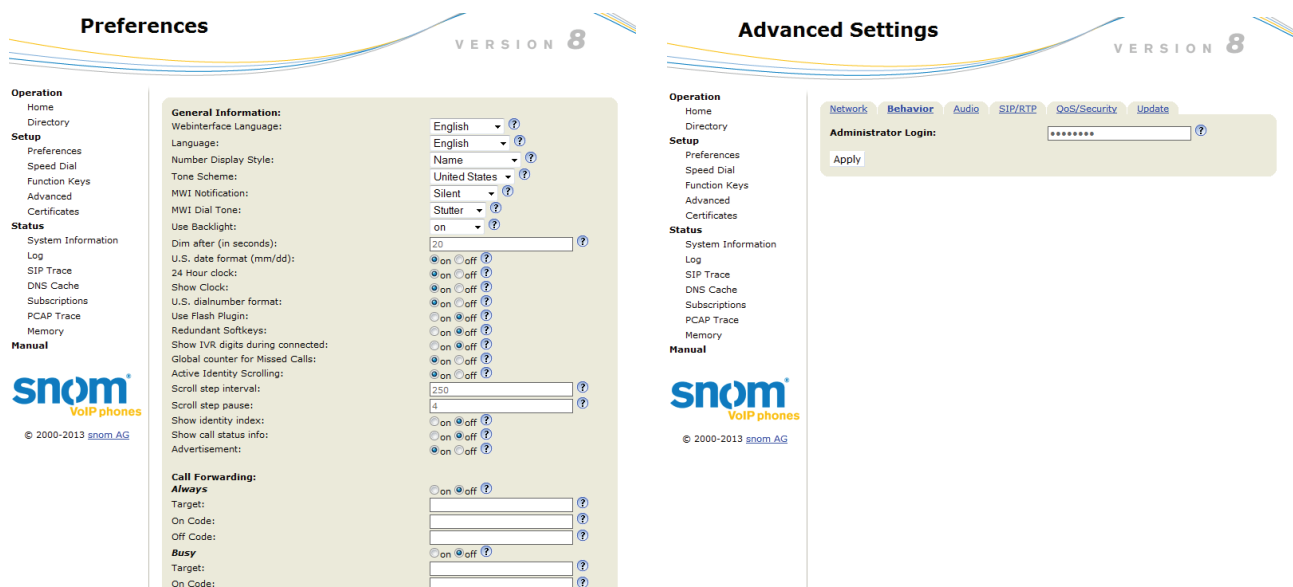 Preferences
VERSION 8
Operation
Home
Directory
Setup
Preferences
Speed Dial
Function Keys
Advanced
Certificates
Status
System Information
Log
SIP Trace
DNS Cache
Subscriptions
PCAP Trace
Memory
Manual
snom
VoIP phones
© 2000-2013 snom AG
General Information:
Webinterface Language: English ?
Language: English ?
Number Display Style: Name ?
Tone Scheme: United States ?
MWI Notification: Silent ?
MWI Dial Tone: Stutter ?
Use Backlight: on ?
Dim after (in seconds): 20 ?
U.S. date format (mm/dd): on off ?
24 Hour clock: on off ?
Show Clock: on off ?
U.S. dialnumber format: on off ?
Use Flash Plugin: on off ?
Redundant Softkeys: on off ?
Show IVR digits during connected: on off ?
Global counter for Missed Calls: on off ?
Active Identity Scrolling: on off ?
Scroll step interval: 250 ?
Scroll step pause: 4 ?
Show identity index: on off ?
Show call status info: on off ?
Advertisement: on off ?
Call Forwarding:
Always on off ?
Target: ?
On Code: ?
Off Code: ?
Busy on off ?
Target: ?
On Code: ?
Advanced Settings
VERSION 8
Operation
Home
Directory
Setup
Preferences
Speed Dial
Function Keys
Advanced
Certificates
Status
System Information
Log
SIP Trace
DNS Cache
Subscriptions
PCAP Trace
Memory
Manual
snom
VoIP phones
© 2000-2013 snom AG
Network Behavior Audio SIP/RTP QoS/Security Update
Administrator Login: •••••••• ?
Apply